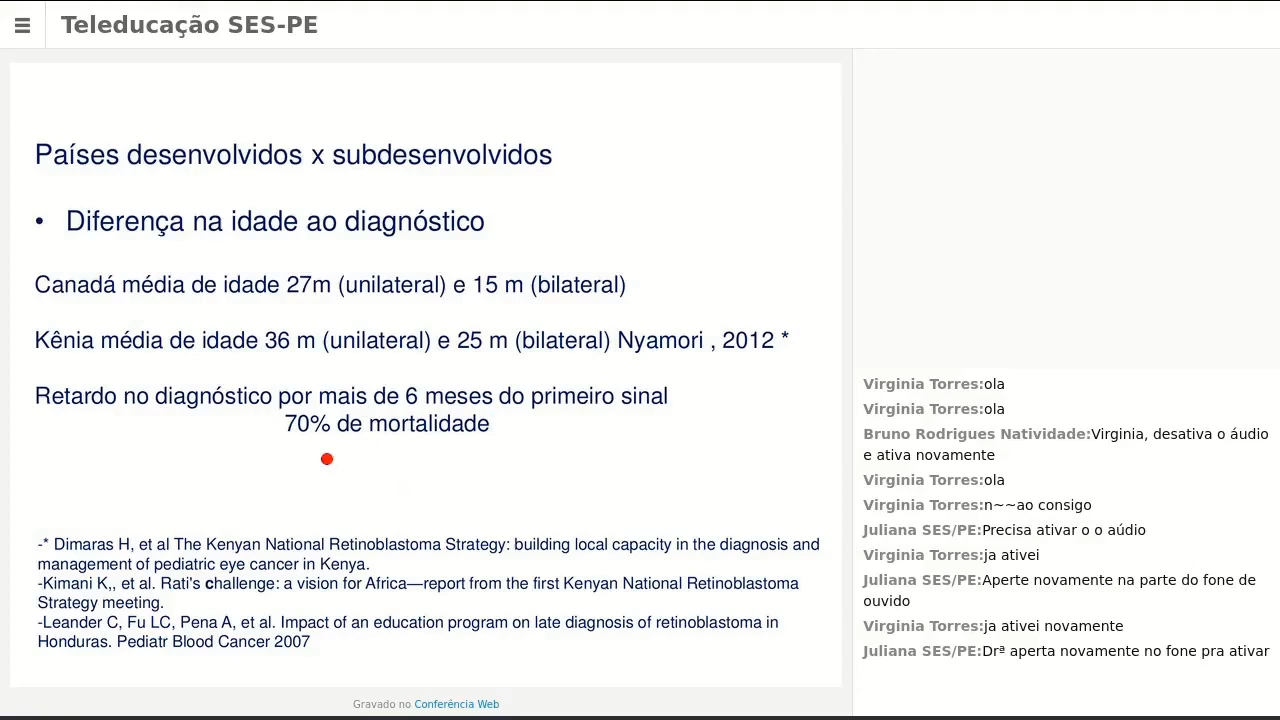 Teleducação SES-PE
Países desenvolvidos x subdesenvolvidos
• Diferença na idade ao diagnóstico
Canadá média de idade 27m (unilateral) e 15 m (bilateral)
Kênia média de idade 36 m (unilateral) e 25 m (bilateral) Nyamori , 2012 *
Retardo no diagnóstico por mais de 6 meses do primeiro sinal
70% de mortalidade
-* Dimaras H, et al The Kenyan National Retinoblastoma Strategy: building local capacity in the diagnosis and
management of pediatric eye cancer in Kenya.
-Kimani K,, et al. Rati's challenge: a vision for Africa—report from the first Kenyan National Retinoblastoma
Strategy meeting.
-Leander C, Fu LC, Pena A, et al. Impact of an education program on late diagnosis of retinoblastoma in
Honduras. Pediatr Blood Cancer 2007
Gravado no Conferência Web
Virginia Torres:ola
Virginia Torres:ola
Bruno Rodrigues Natividade:Virginia, desativa o áudio
e ativa novamente
Virginia Torres:ola
Virginia Torres:n~~ao consigo
Juliana SES/PE:Precisa ativar o o aúdio
Virginia Torres:ja ativei
Juliana SES/PE:Aperte novamente na parte do fone de
ouvido
Virginia Torres:ja ativei novamente
Juliana SES/PE:Drª aperta novamente no fone pra ativar